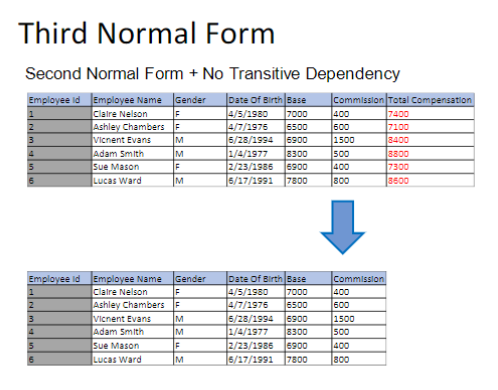 Third Normal Form
Second Normal Form + No Transitive Dependency
Employee Id Employee Name Gender Date Of Birth Base Commission Total Compensation
1 Claire Nelson F 4/5/1980 7000 400 7400
2 Ashley Chambers F 4/7/1976 6500 600 7100
3 Vicnent Evans M 6/28/1994 6900 1500 8400
4 Adam Smith M 1/4/1977 8300 500 8800
5 Sue Mason F 2/23/1986 6900 400 7300
6 Lucas Ward M 6/17/1991 7800 800 8600
Employee Id Employee Name Gender Date Of Birth Base Commission
1 Claire Nelson F 4/5/1980 7000 400
2 Ashley Chambers F 4/7/1976 6500 600
3 Vicnent Evans M 6/28/1994 6900 1500
4 Adam Smith M 1/4/1977 8300 500
5 Sue Mason F 2/23/1986 6900 400
6 Lucas Ward M 6/17/1991 7800 800